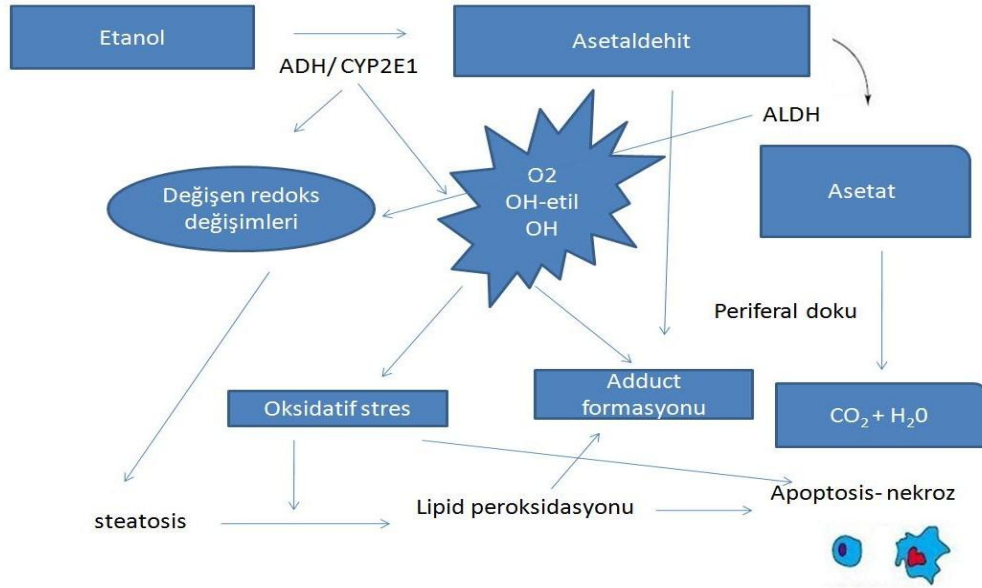 Etanol
Asetaldehit
ADH/ CYP2E1
ALDH
O2
OH-etil
OH
Değişen redoks
değişimleri
Asetat
Periferal doku
Oksidatif stres
Adduct
formasyonu
CO₂ + H₂0
steatosis
Lipid peroksidasyonu
Apoptosis- nekroz